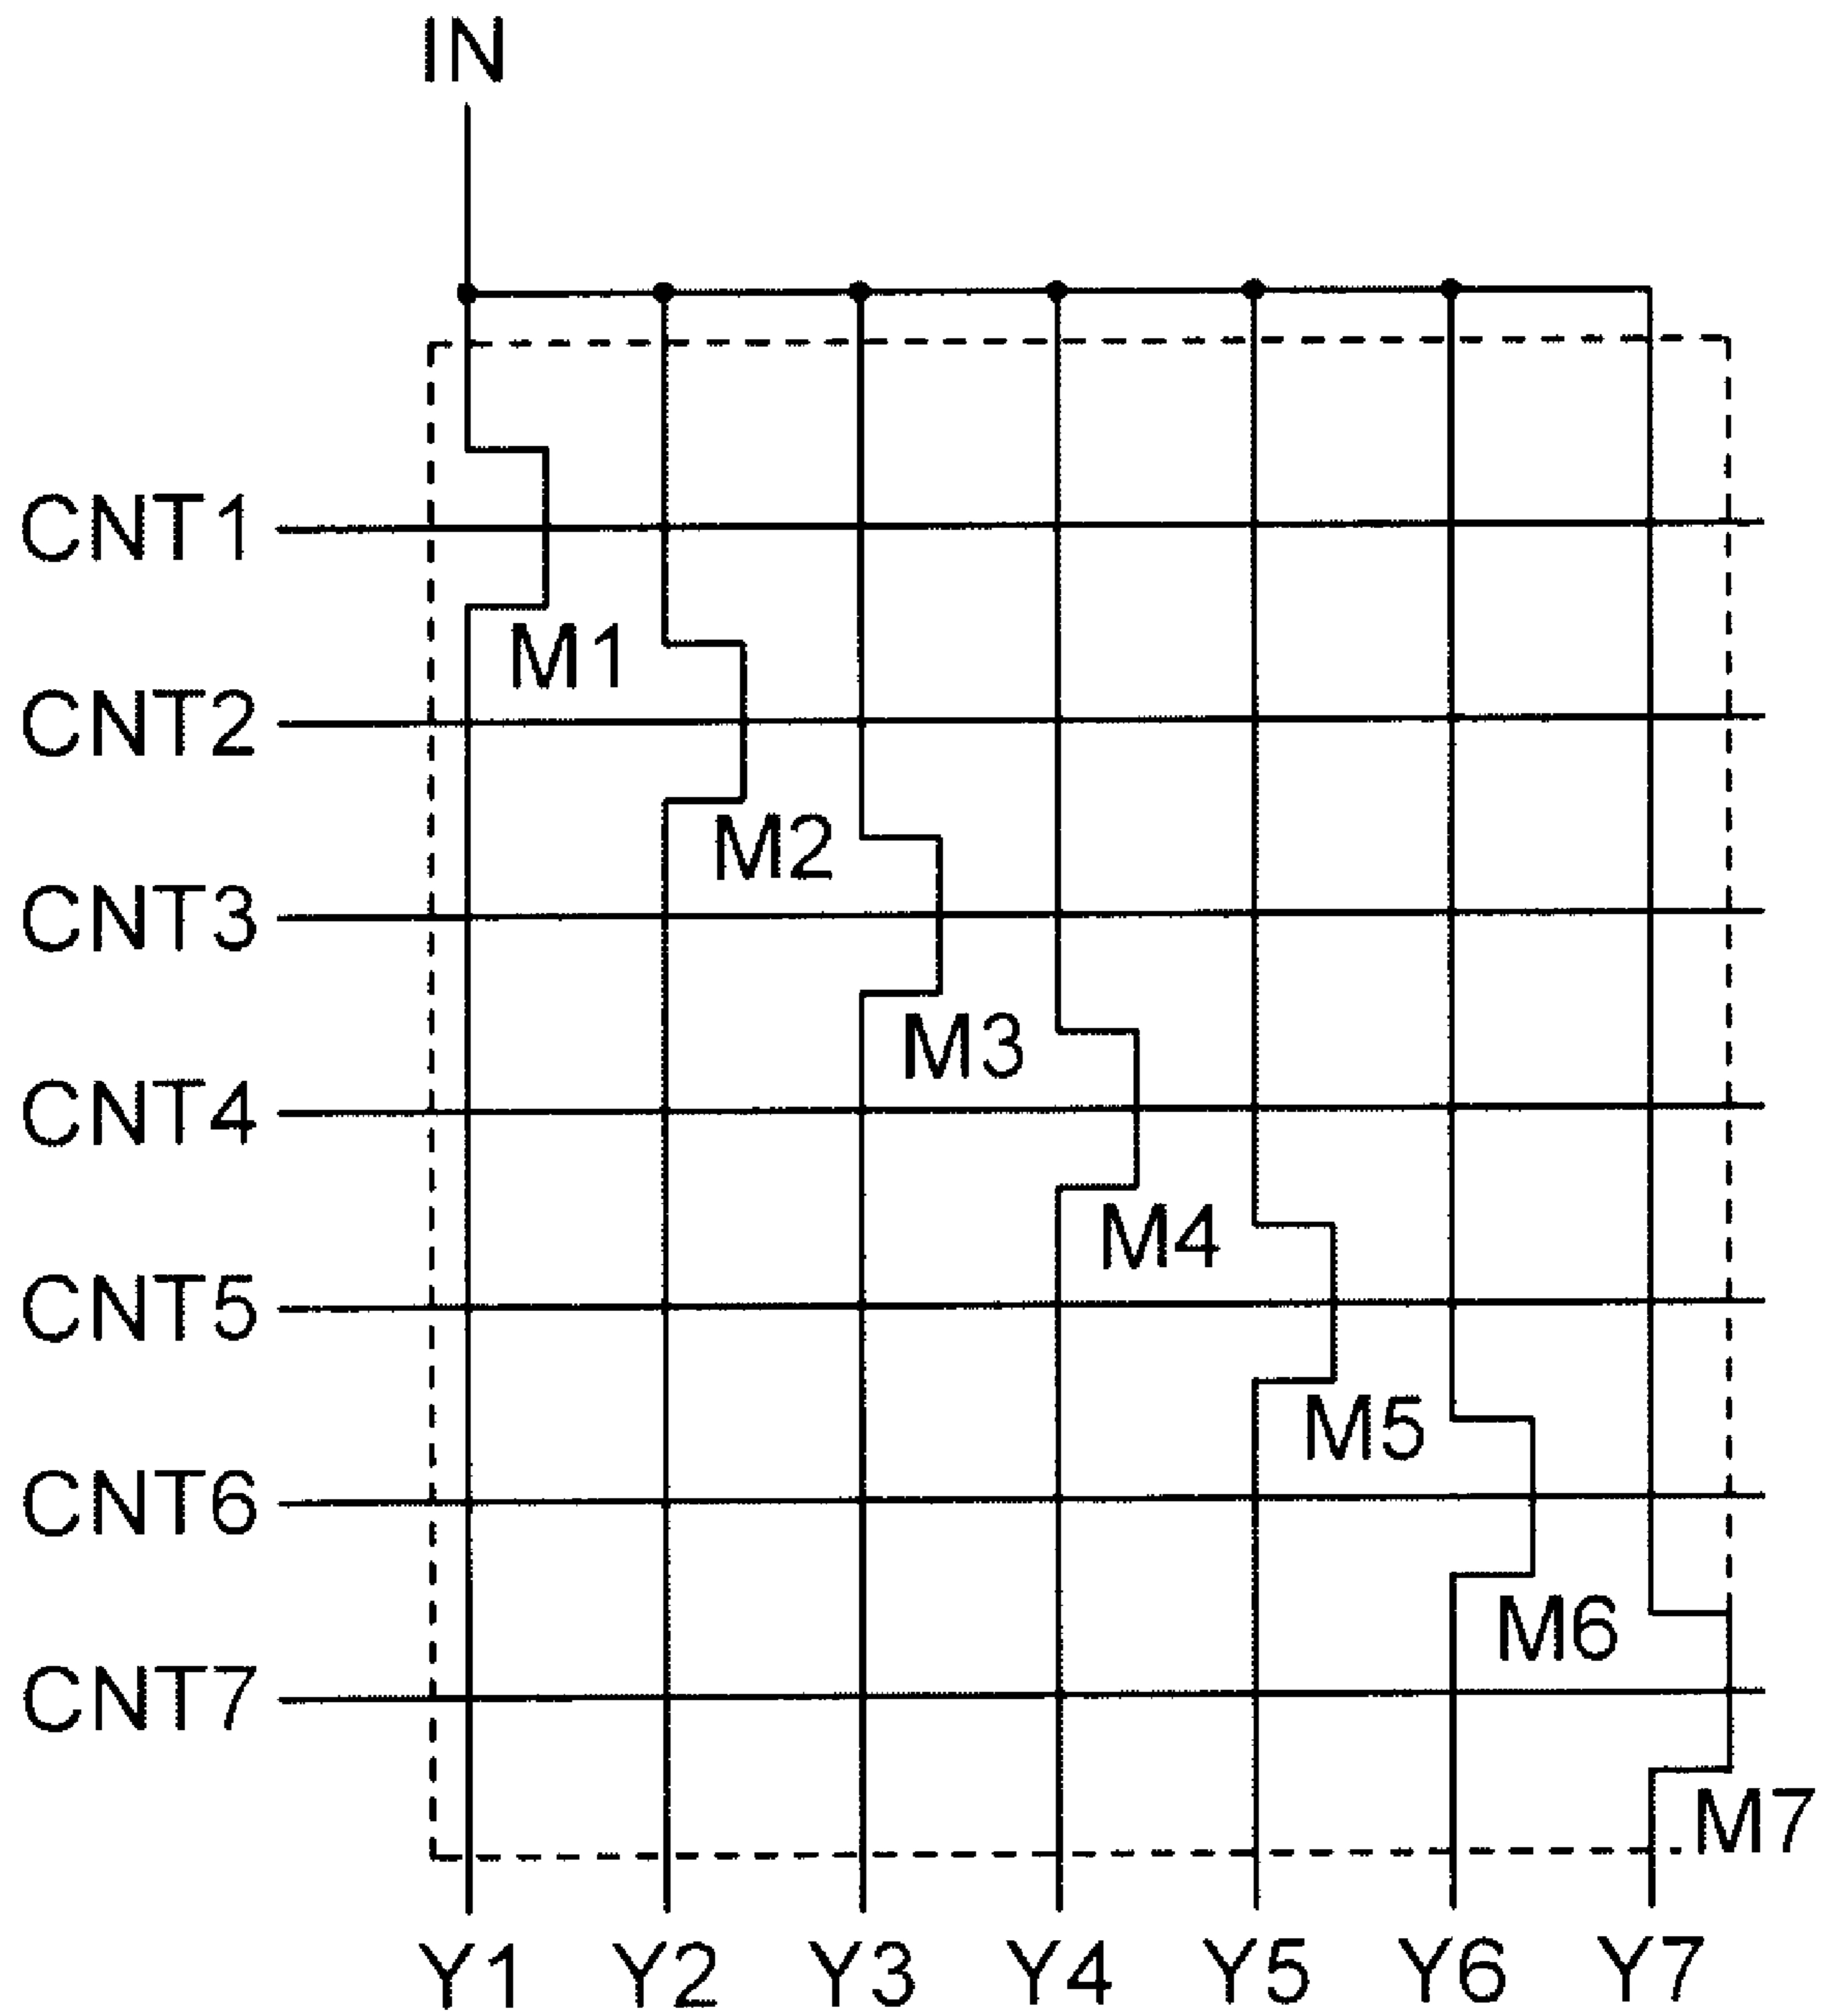 IN
CNT1
M1
CNT2
M2
CNT3
M3
CNT4
M4
CNT5
M5
CNT6
M6
CNT7
M7
Y1 Y2 Y3 Y4 Y5 Y6 Y7